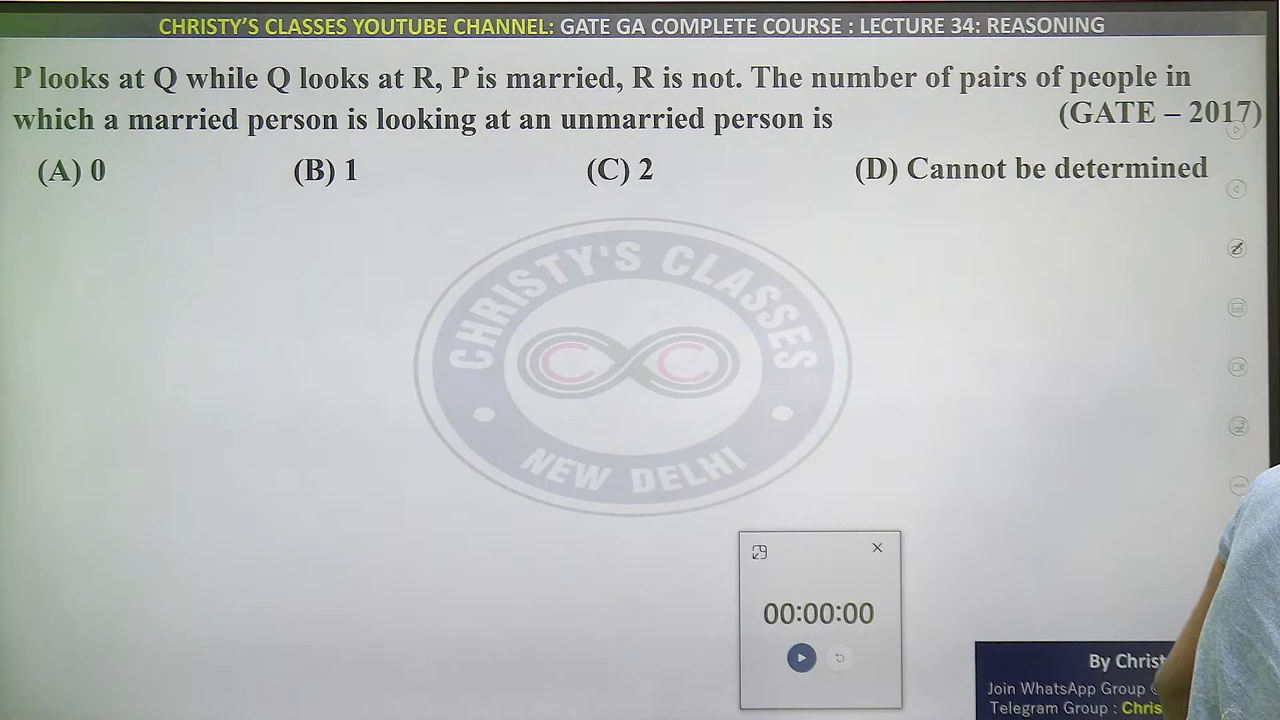 CHRISTY'S CLASSES YOUTUBE CHANNEL: GATE GA COMPLETE COURSE : LECTURE 34: REASONING
P looks at Q while Q looks at R, P is married, R is not. The number of pairs of people in
which a married person is looking at an unmarried person is (GATE – 2017)
(A) 0 (B) 1 (C) 2 (D) Cannot be determined
CHRISTY'S CLASSES
CC
NEW DELHI
00:00:00
By
Join WhatsApp Group
Telegram Group :